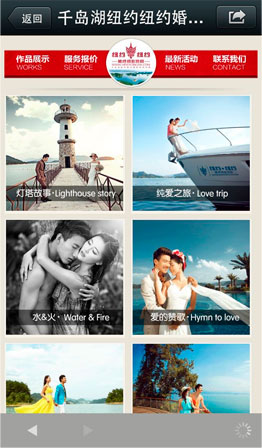 返回
千岛湖纽约纽约婚...
作品展示
WORKS
服务报价
SERVICE
纽约 纽约
最新活动
NEWS
联系我们
CONTACT
灯塔故事·Lighthouse story
纯爱之旅·Love trip
水&火·Water & Fire
爱的赞歌·Hymn to love